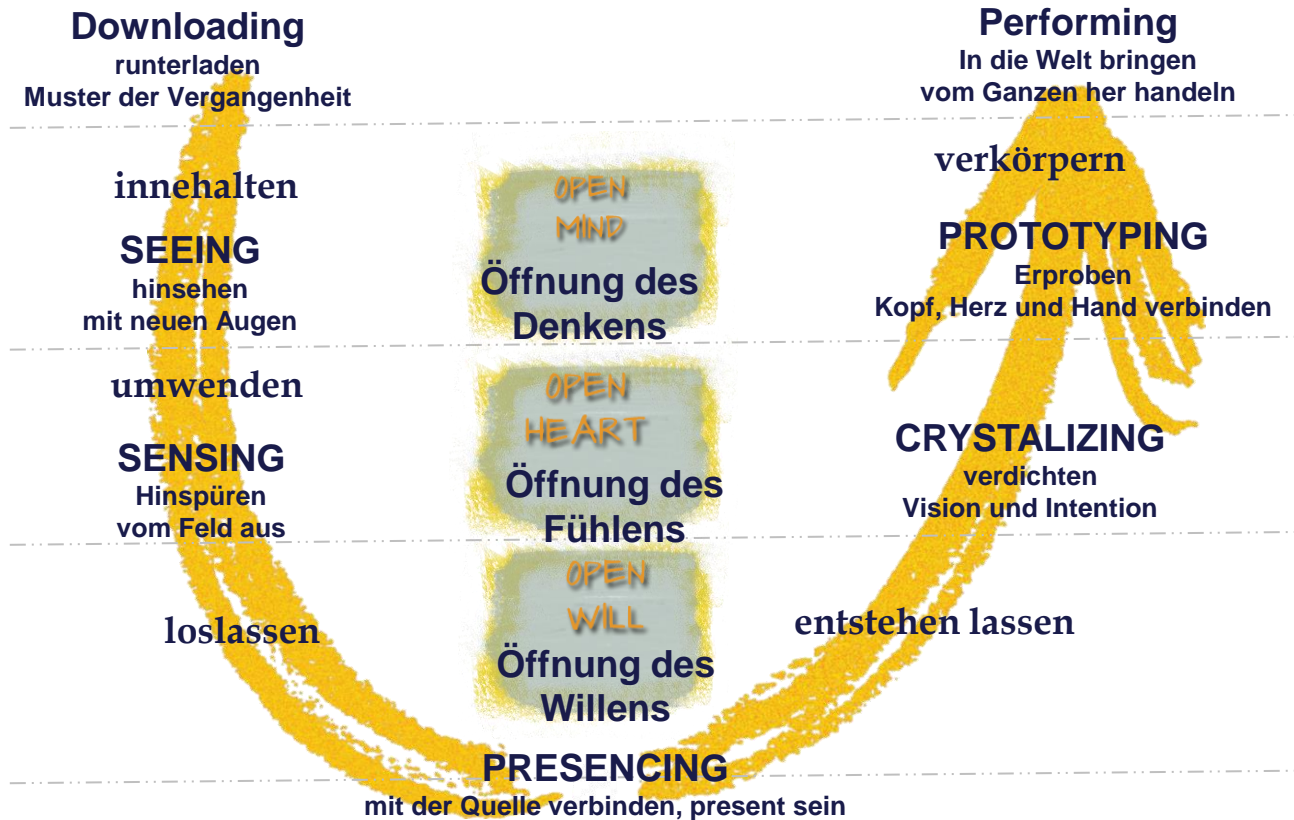 Downloading
runterladen
Muster der Vergangenheit
innehalten
SEEING
hinsehen
mit neuen Augen
umwenden
SENSING
Hinspüren
vom Feld aus
loslassen
OPEN
MIND
Öffnung des
Denkens
OPEN
HEART
Öffnung des
Fühlens
OPEN
WILL
Öffnung des
Willens
PRESENCING
mit der Quelle verbinden, present sein
Performing
In die Welt bringen
vom Ganzen her handeln
verkörpern
PROTOTYPING
Erproben
Kopf, Herz und Hand verbinden
CRYSTALIZING
verdichten
Vision und Intention
entstehen lassen